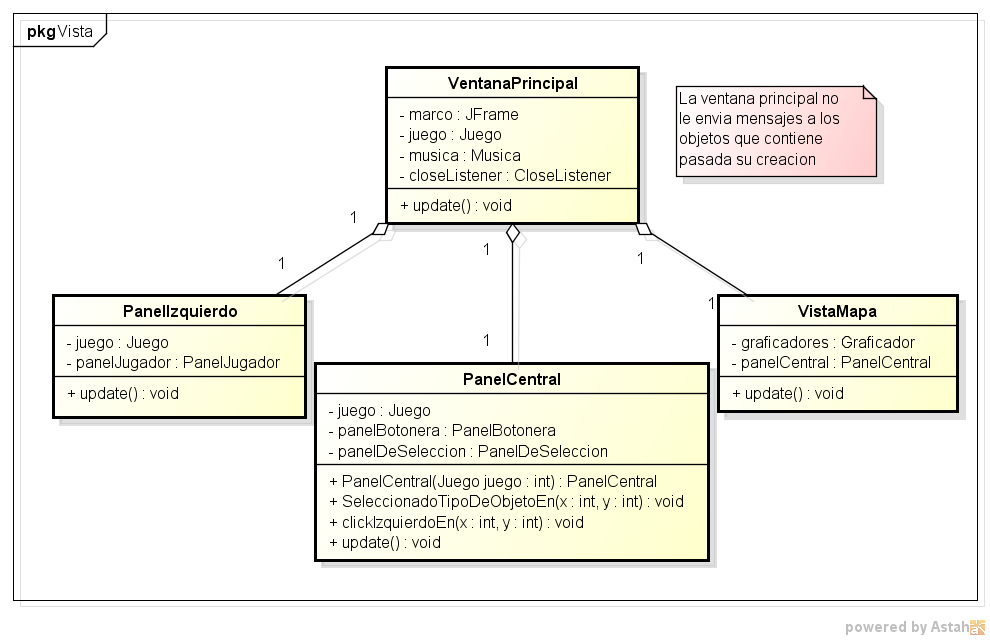 pkg Vista
VentanaPrincipal
- marco : JFrame
- juego : Juego
- musica : Musica
- closeListener : CloseListener
+ update() : void
La ventana principal no
le envia mensajes a los
objetos que contiene
pasada su creacion
1
1
1
1
1
1
PanelIzquierdo
- juego : Juego
- panelJugador : PanelJugador
+ update() : void
PanelCentral
- juego : Juego
- panelBotonera : PanelBotonera
- panelDeSeleccion : PanelDeSeleccion
+ PanelCentral(Juego juego : int) : PanelCentral
+ SeleccionadoTipoDeObjetoEn(x : int, y : int) : void
+ clickIzquierdoEn(x : int, y : int) : void
+ update() : void
VistaMapa
- graficadores : Graficador
- panelCentral : PanelCentral
+ update() : void
powered by Astah